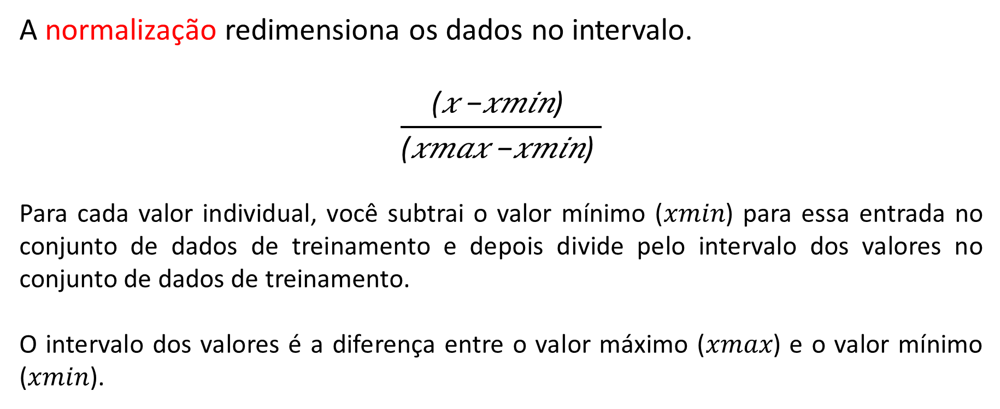 A normalização redimensiona os dados no intervalo.
(x – xmin)
(xmax – xmin)
Para cada valor individual, você subtrai o valor mínimo (xmin) para essa entrada no
conjunto de dados de treinamento e depois divide pelo intervalo dos valores no
conjunto de dados de treinamento.
O intervalo dos valores é a diferença entre o valor máximo (xmax) e o valor mínimo
(xmin).